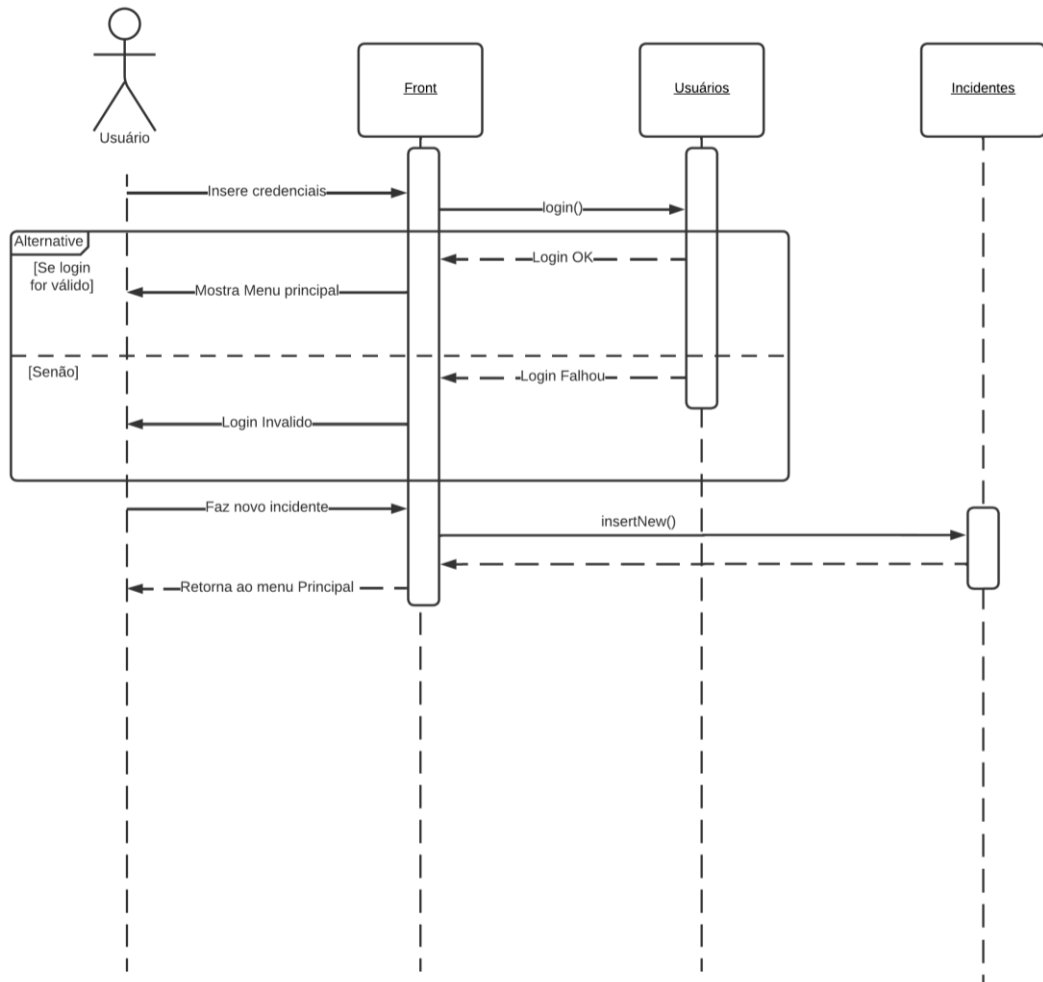 Usuário
Front
Usuários
Incidentes
Insere credenciais
login()
Alternative
[Se login
for válido]
Login OK
Mostra Menu principal
[Senão]
Login Falhou
Login Invalido
Faz novo incidente
insertNew()
Retorna ao menu Principal